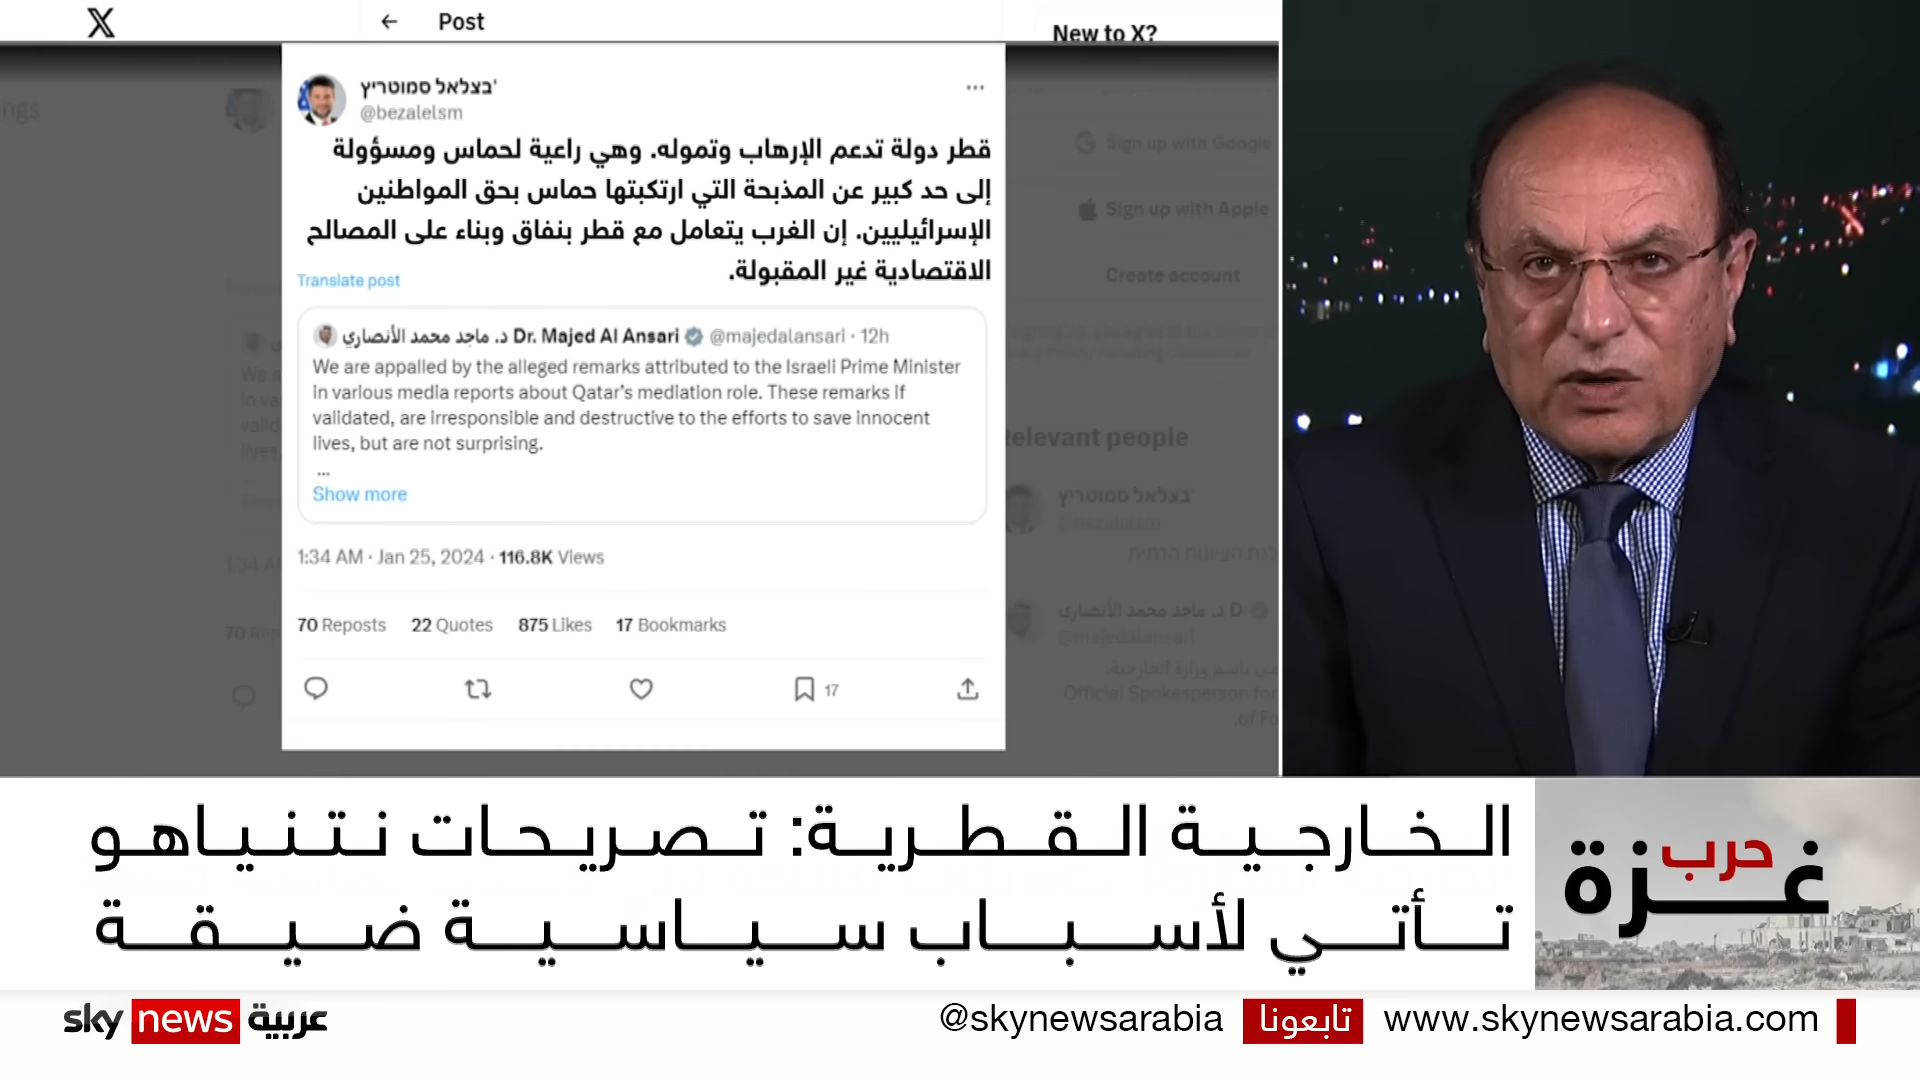 Post
New to X?
בצלאל סמוטריץ'
@bezalelsm
قطر دولة تدعم الإرهاب وتموله. وهي راعية لحماس ومسؤولة
إلى حد كبير عن المذبحة التي ارتكبتها حماس بحق المواطنين
الإسرائيليين. إن الغرب يتعامل مع قطر بنفاق وبناء على المصالح
الاقتصادية غير المقبولة.
Translate post
د. ماجد محمد الأنصاري Dr. Majed Al Ansari @majedalansari · 12h
We are appalled by the alleged remarks attributed to the Israeli Prime Minister
in various media reports about Qatar's mediation role. These remarks if
validated, are irresponsible and destructive to the efforts to save innocent
lives, but are not surprising.
...
Show more
1:34 AM · Jan 25, 2024 · 116.8K Views
70 Reposts 22 Quotes 875 Likes 17 Bookmarks
17
ings
Sign up with Google
Sign up with Apple
Create account
Relevant people
בצלאל סמוטריץ'
@bezalelsm
د. ماجد محمد الأنصاري D
@majedalansari
Official Spokesperson for
الخارجية القطرية: تصريحات نتنياهو
تأتي لأسباب سياسية ضيقة
حرب
غزة
sky news عربية
@skynewsarabia تابعونا www.skynewsarabia.com